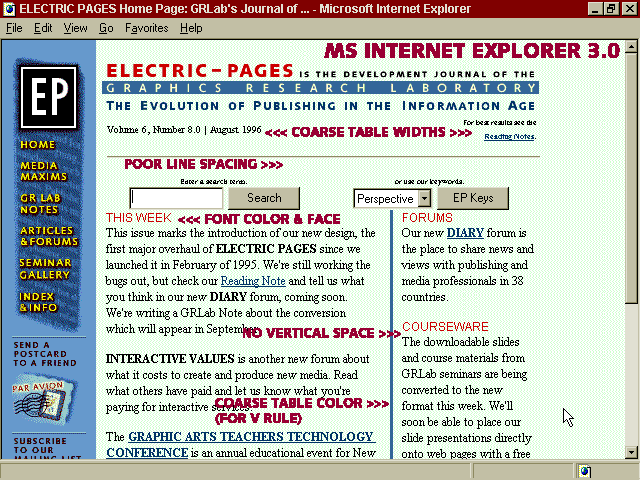 ELECTRIC PAGES Home Page: GRLab's Journal of ... - Microsoft Internet Explorer
File Edit View Go Favorites Help
MS INTERNET EXPLORER 3.0
EP
HOME
MEDIA
MAXIMS
GR LAB
NOTES
ARTICLES
& FORUMS
SEMINAR
GALLERY
INDEX
& INFO
SEND A
POSTCARD
TO A FRIEND
PAR AVION
SUBSCRIBE
TO OUR
MAILING LIST
ELECTRIC-PAGES IS THE DEVELOPMENT JOURNAL OF THE
GRAPHICS RESEARCH LABORATORY
THE EVOLUTION OF PUBLISHING IN THE INFORMATION AGE
Volume 6, Number 8.0 | August 1996
<<< COARSE TABLE WIDTHS >>>
For best results see the
Reading Notes.
POOR LINE SPACING >>>
Enter a search term.
or use our keywords.
Search
Perspective
EP Keys
THIS WEEK
<<< FONT COLOR & FACE
This issue marks the introduction of our new design, the
first major overhaul of ELECTRIC PAGES since we
launched it in February of 1995. We're still working the
bugs out, but check our Reading Note and tell us what
you think in our new DIARY forum, coming soon.
We're writing a GRLab Note about the conversion
which will appear in September.
NO VERTICAL SPACE >>>
INTERACTIVE VALUES is another new forum about
what it costs to create and produce new media. Read
what others have paid and let us know what you're
paying for interactive services.
COARSE TABLE COLOR >>>
(FOR V RULE)
The GRAPHIC ARTS TEACHERS TECHNOLOGY
CONFERENCE is an annual educational event for New
FORUMS
Our new DIARY forum is
the place to share news and
views with publishing and
media professionals in 38
countries.
COURSEWARE
The downloadable slides
and course materials from
GRLab seminars are being
converted to the new
format this week. We'll
soon be able to place our
slide presentations directly
onto web pages with a free